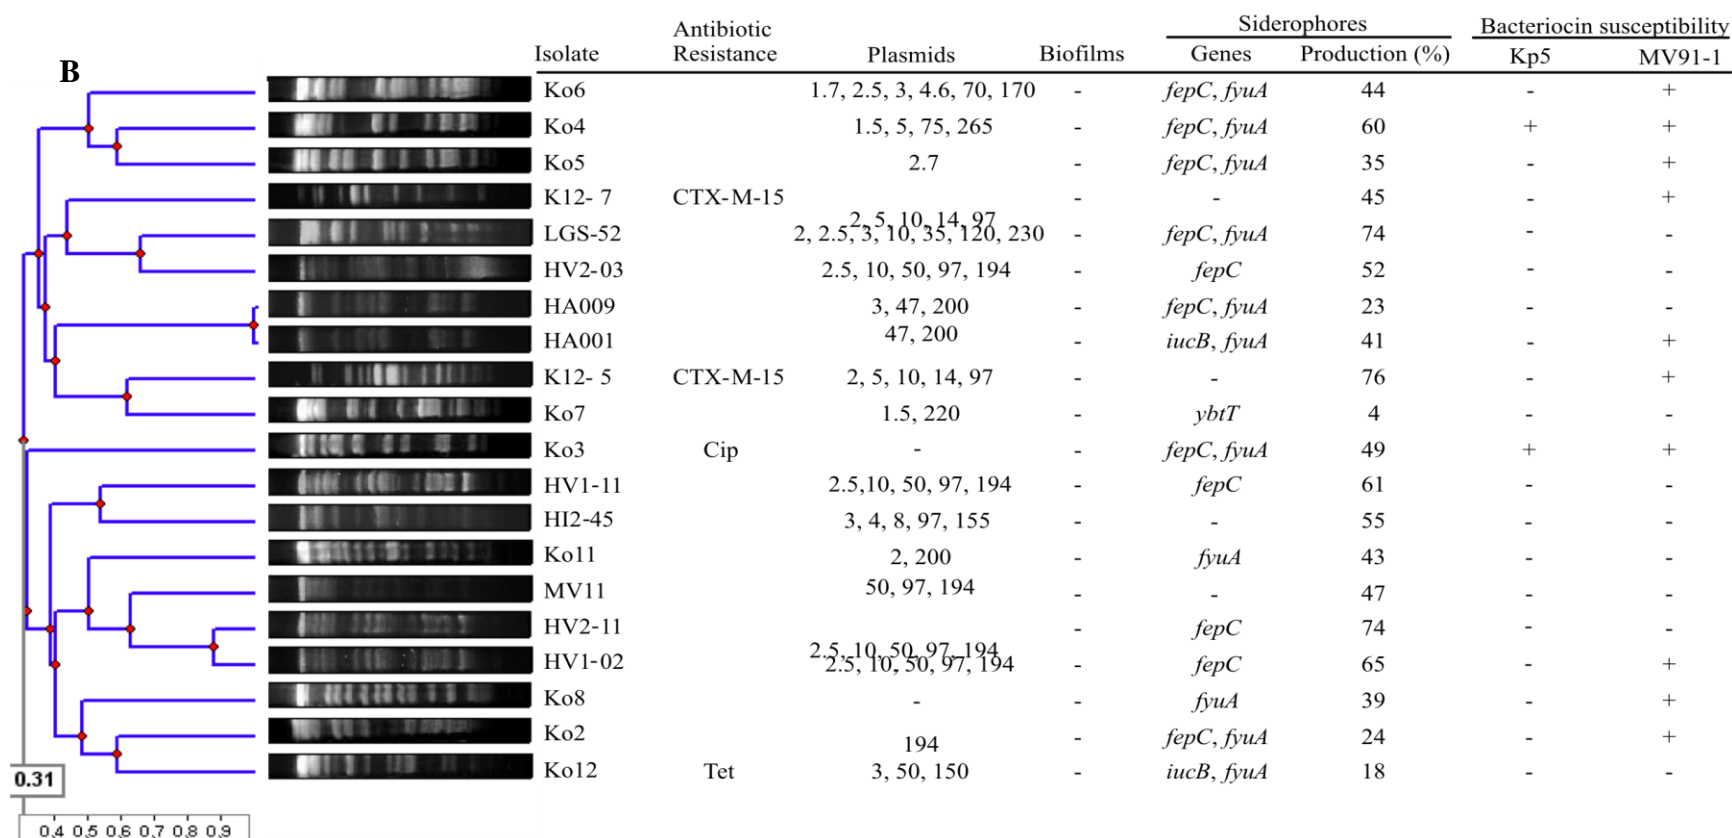 B
Isolate Antibiotic Resistance Plasmids Biofilms Siderophores Genes Production (%) Bacteriocin susceptibility Kp5 MV91-1
Ko6 1.7, 2.5, 3, 4.6, 70, 170 - fepC, fyuA 44 - +
Ko4 1.5, 5, 75, 265 - fepC, fyuA 60 + +
Ko5 2.7 - fepC, fyuA 35 - +
K12- 7 CTX-M-15 2, 5, 10, 14, 97 - - 45 - +
LGS-52 2, 2.5, 3, 10, 35, 120, 230 - fepC, fyuA 74 - -
HV2-03 2.5, 10, 50, 97, 194 - fepC 52 - -
HA009 3, 47, 200 - fepC, fyuA 23 - -
HA001 47, 200 - iucB, fyuA 41 - +
K12- 5 CTX-M-15 2, 5, 10, 14, 97 - - 76 - +
Ko7 1.5, 220 - ybtT 4 - -
Ko3 Cip - - fepC, fyuA 49 + +
HV1-11 2.5,10, 50, 97, 194 - fepC 61 - -
HI2-45 3, 4, 8, 97, 155 - - 55 - -
Ko11 2, 200 - fyuA 43 - -
MV11 50, 97, 194 - - 47 - -
HV2-11 2.5, 10, 50, 97, 194 - fepC 74 - -
HV1-02 2.5, 10, 50, 97, 194 - fepC 65 - +
Ko8 - - fyuA 39 - +
Ko2 194 - fepC, fyuA 24 - +
Ko12 Tet 3, 50, 150 - iucB, fyuA 18 - -
0.31
0.4 0.5 0.6 0.7 0.8 0.9